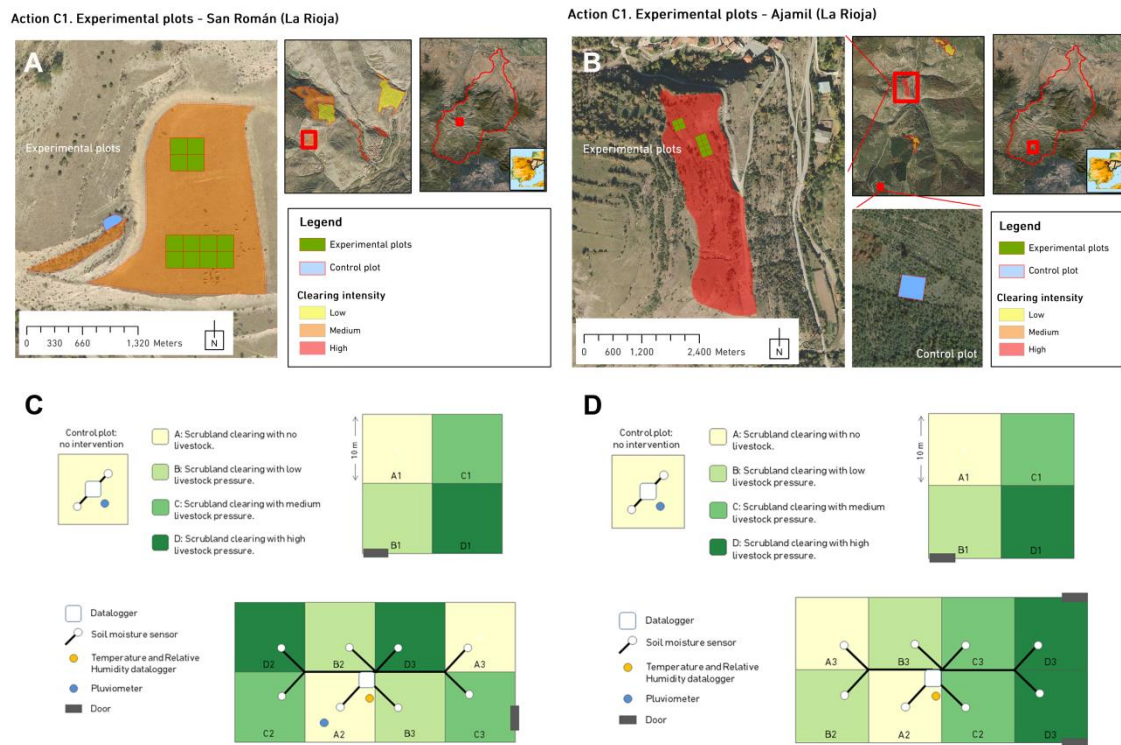 Action C1. Experimental plots - San Román (La Rioja)
A
Experimental plots
0 330 660 1,320 Meters
N
Legend
Experimental plots
Control plot
Clearing intensity
Low
Medium
High
Action C1. Experimental plots - Ajamil (La Rioja)
B
Experimental plots
0 600 1,200 2,400 Meters
N
Control plot
Legend
Experimental plots
Control plot
Clearing intensity
Low
Medium
High
C
Control plot:
no intervention
A: Scrubland clearing with no
livestock.
B: Scrubland clearing with low
livestock pressure.
C: Scrubland clearing with medium
livestock pressure.
D: Scrubland clearing with high
livestock pressure.
10 m
A1 C1
B1 D1
Datalogger
Soil moisture sensor
Temperature and Relative
Humidity datalogger
Pluviometer
Door
D2 B2 D3 A3
C2 A2 B3 C3
D
Control plot:
no intervention
A: Scrubland clearing with no
livestock.
B: Scrubland clearing with low
livestock pressure.
C: Scrubland clearing with medium
livestock pressure.
D: Scrubland clearing with high
livestock pressure.
10 m
A1 C1
B1 D1
Datalogger
Soil moisture sensor
Temperature and Relative
Humidity datalogger
Pluviometer
Door
A3 B3 C3 D3
B2 A2 C2 D3